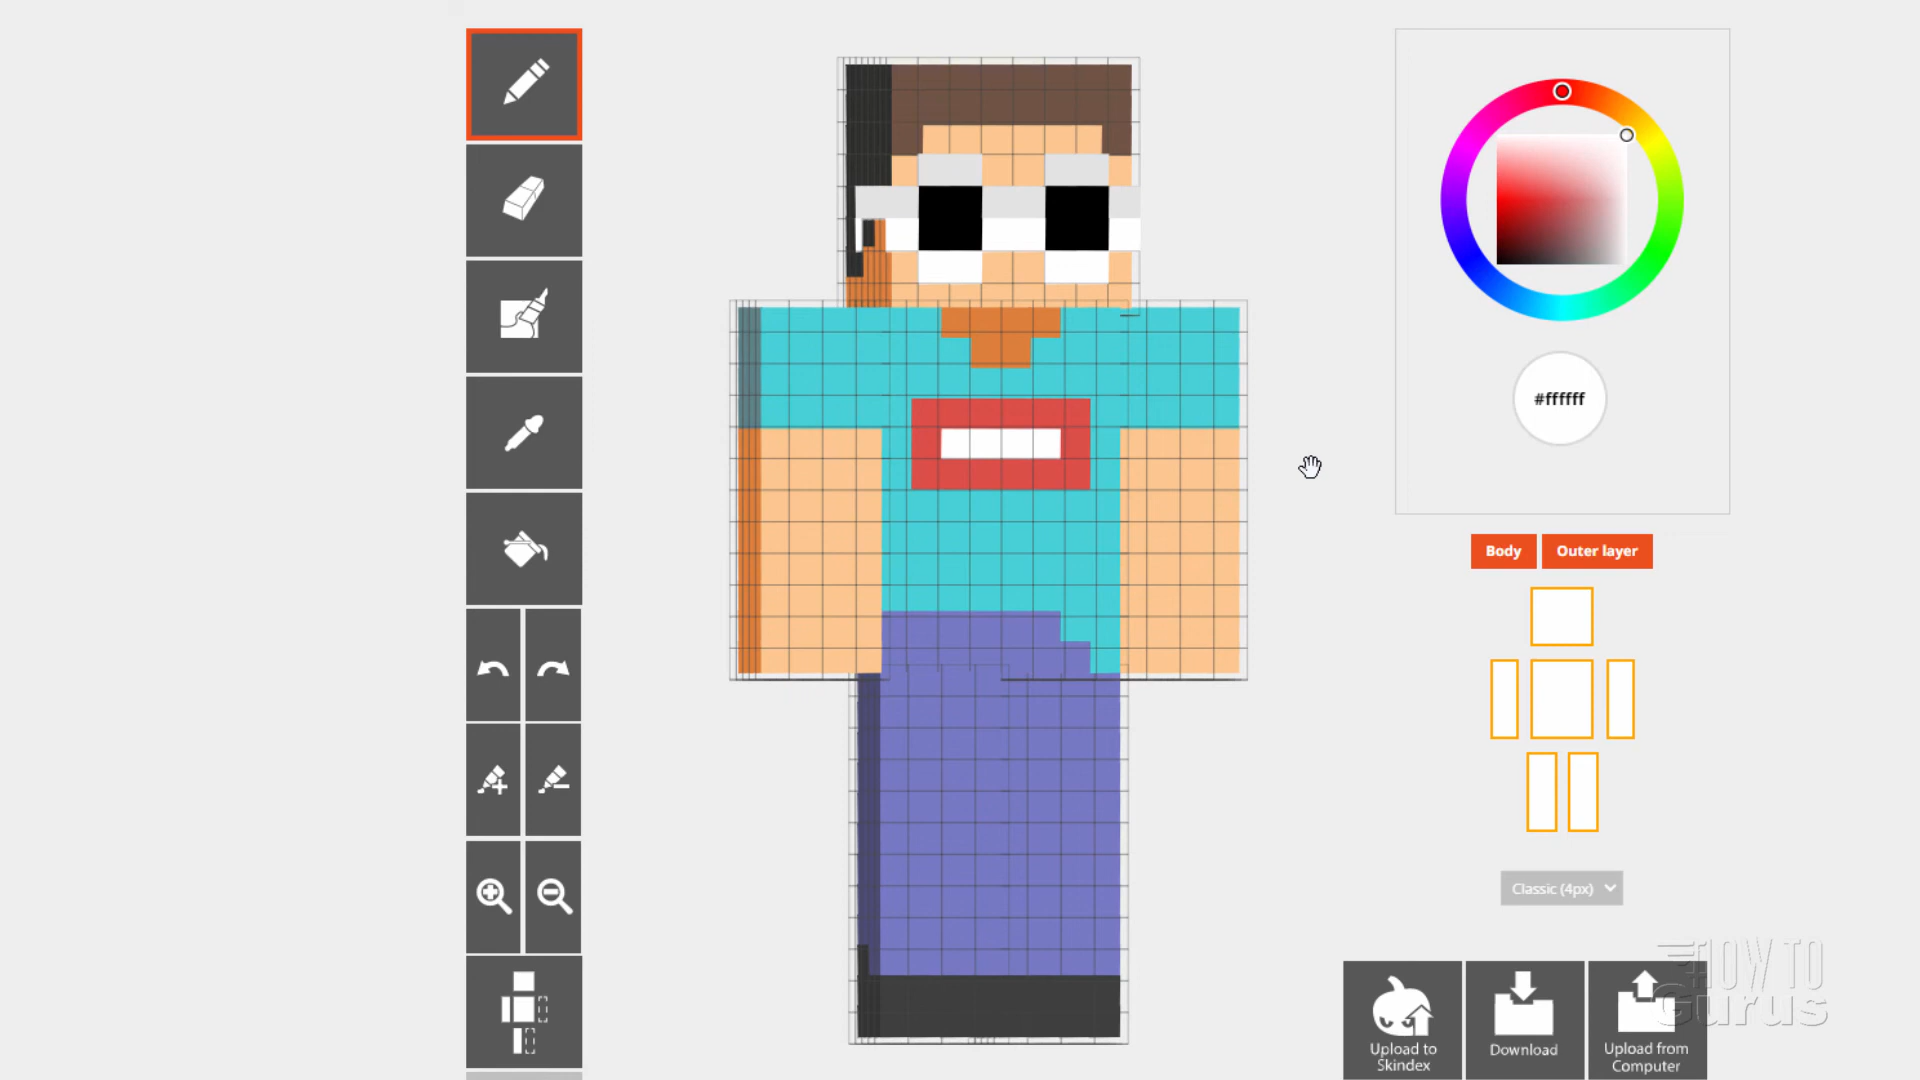 #ffffff
Body
Outer layer
Classic (4px)
HOW TO
Gurus
Upload to
Skindex
Download
Upload from
Computer